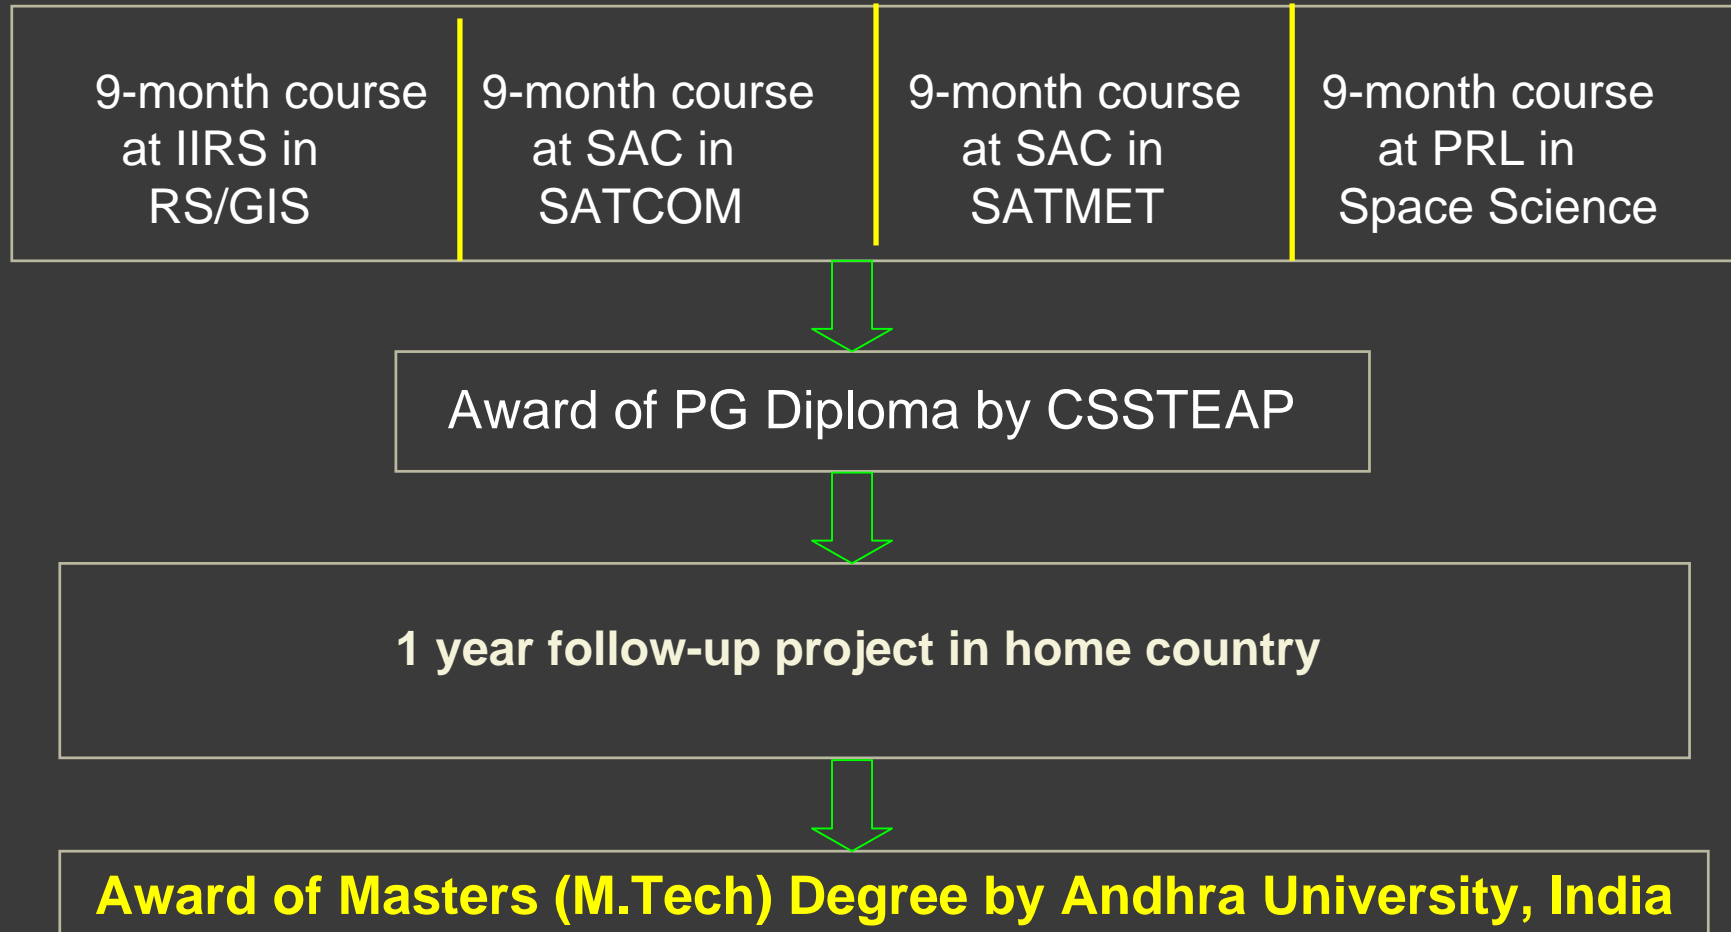 9-month course
at IIRS in
RS/GIS
9-month course
at SAC in
SATCOM
9-month course
at SAC in
SATMET
9-month course
at PRL in
Space Science
Award of PG Diploma by CSSTEAP
1 year follow-up project in home country
Award of Masters (M.Tech) Degree by Andhra University, India